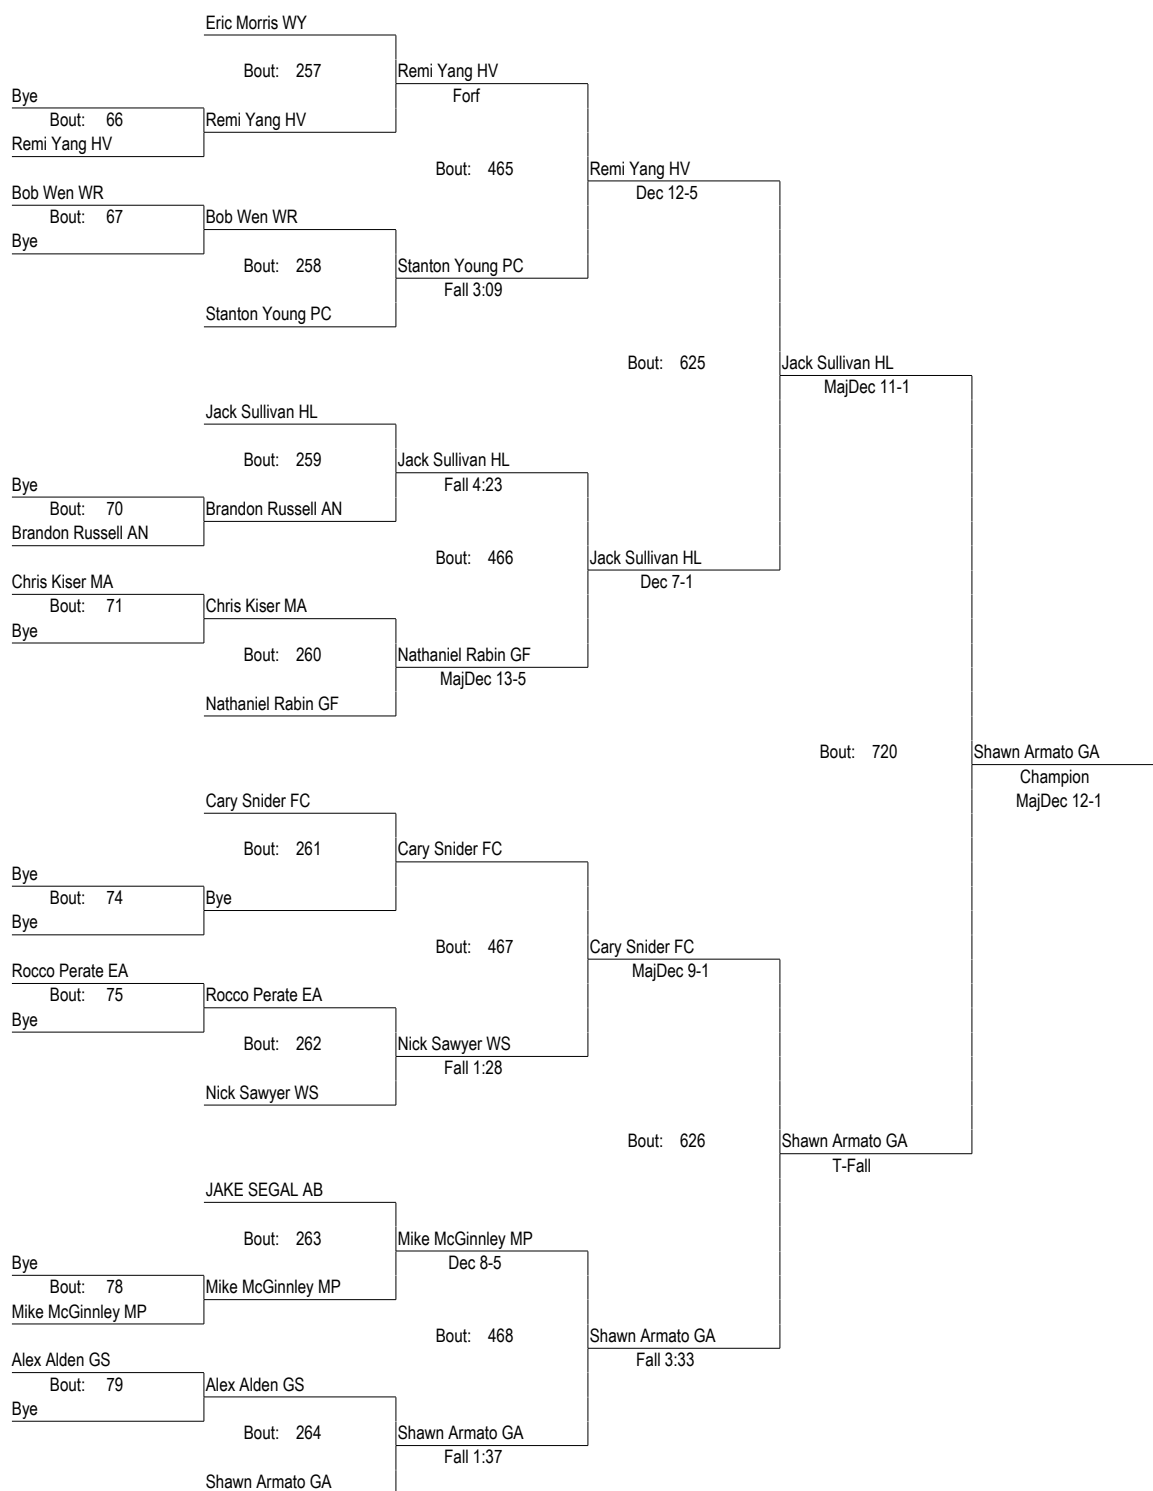 Eric Morris WY
Bout: 257
Remi Yang HV
Forf
Bye
Bout: 66
Remi Yang HV
Remi Yang HV
Bout: 465
Remi Yang HV
Dec 12-5
Bob Wen WR
Bout: 67
Bob Wen WR
Bye
Bout: 258
Stanton Young PC
Fall 3:09
Stanton Young PC
Bout: 625
Jack Sullivan HL
MajDec 11-1
Jack Sullivan HL
Bout: 259
Jack Sullivan HL
Fall 4:23
Bye
Bout: 70
Brandon Russell AN
Brandon Russell AN
Bout: 466
Jack Sullivan HL
Dec 7-1
Chris Kiser MA
Bout: 71
Chris Kiser MA
Bye
Bout: 260
Nathaniel Rabin GF
MajDec 13-5
Nathaniel Rabin GF
Bout: 720
Shawn Armato GA
Champion
MajDec 12-1
Cary Snider FC
Bout: 261
Cary Snider FC
Bye
Bout: 74
Bye
Bye
Bout: 467
Cary Snider FC
MajDec 9-1
Rocco Perate EA
Bout: 75
Rocco Perate EA
Bye
Bout: 262
Nick Sawyer WS
Fall 1:28
Nick Sawyer WS
Bout: 626
Shawn Armato GA
T-Fall
JAKE SEGAL AB
Bout: 263
Mike McGinnley MP
Dec 8-5
Bye
Bout: 78
Mike McGinnley MP
Mike McGinnley MP
Bout: 468
Shawn Armato GA
Fall 3:33
Alex Alden GS
Bout: 79
Alex Alden GS
Bye
Bout: 264
Shawn Armato GA
Fall 1:37
Shawn Armato GA